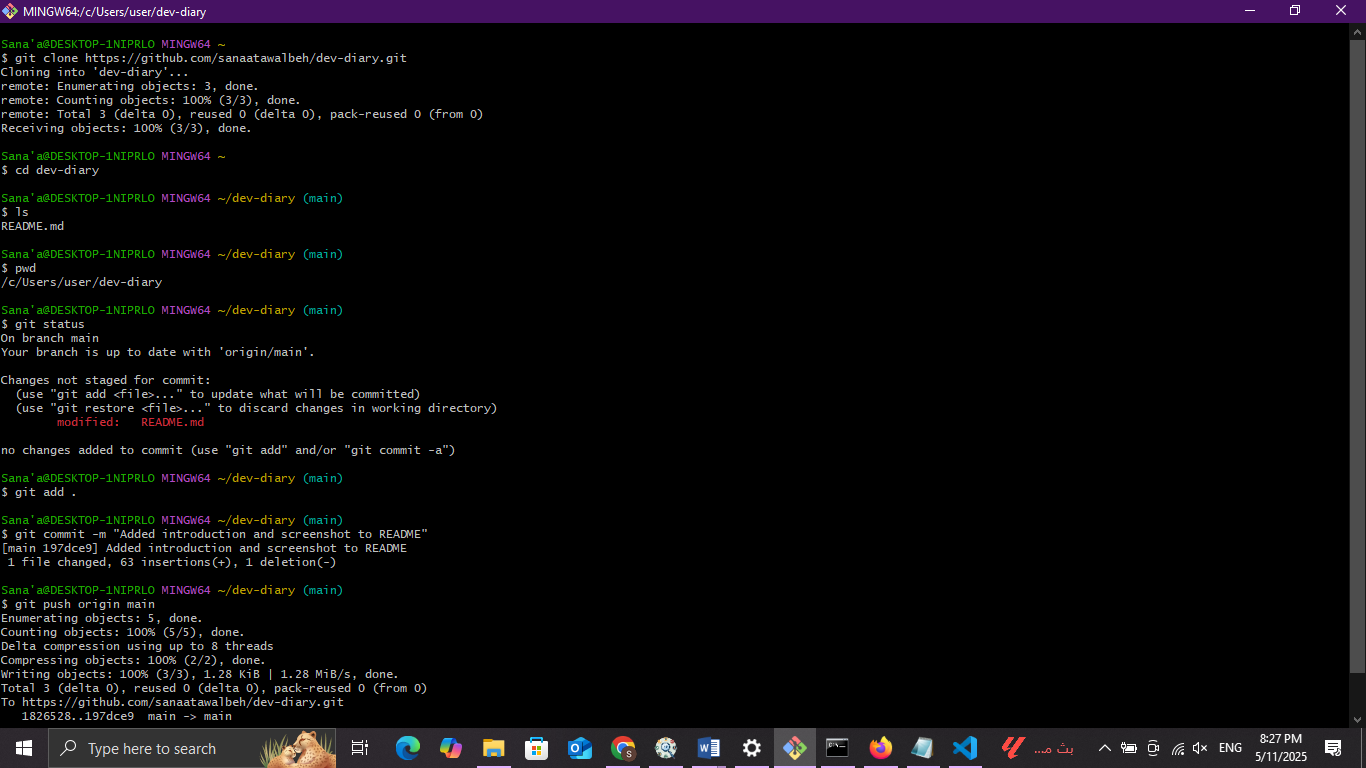 MINGW64:/c/Users/user/dev-diary
Sana'a@DESKTOP-1NIPRLO MINGW64 ~
$ git clone https://github.com/sanaatawalbeh/dev-diary.git
Cloning into 'dev-diary'...
remote: Enumerating objects: 3, done.
remote: Counting objects: 100% (3/3), done.
remote: Total 3 (delta 0), reused 0 (delta 0), pack-reused 0 (from 0)
Receiving objects: 100% (3/3), done.
Sana'a@DESKTOP-1NIPRLO MINGW64 ~
$ cd dev-diary
Sana'a@DESKTOP-1NIPRLO MINGW64 ~/dev-diary (main)
$ ls
README.md
Sana'a@DESKTOP-1NIPRLO MINGW64 ~/dev-diary (main)
$ pwd
/c/Users/user/dev-diary
Sana'a@DESKTOP-1NIPRLO MINGW64 ~/dev-diary (main)
$ git status
On branch main
Your branch is up to date with 'origin/main'.
Changes not staged for commit:
(use "git add <file>..." to update what will be committed)
(use "git restore <file>..." to discard changes in working directory)
modified:   README.md
no changes added to commit (use "git add" and/or "git commit -a")
Sana'a@DESKTOP-1NIPRLO MINGW64 ~/dev-diary (main)
$ git add .
Sana'a@DESKTOP-1NIPRLO MINGW64 ~/dev-diary (main)
$ git commit -m "Added introduction and screenshot to README"
[main 197dce9] Added introduction and screenshot to README
1 file changed, 63 insertions(+), 1 deletion(-)
Sana'a@DESKTOP-1NIPRLO MINGW64 ~/dev-diary (main)
$ git push origin main
Enumerating objects: 5, done.
Counting objects: 100% (5/5), done.
Delta compression using up to 8 threads
Compressing objects: 100% (2/2), done.
Writing objects: 100% (3/3), 1.28 KiB | 1.28 MiB/s, done.
Total 3 (delta 0), reused 0 (delta 0), pack-reused 0 (from 0)
To https://github.com/sanaatawalbeh/dev-diary.git
1826528..197dce9  main -> main
Type here to search
بث م...
ENG
8:27 PM
5/11/2025